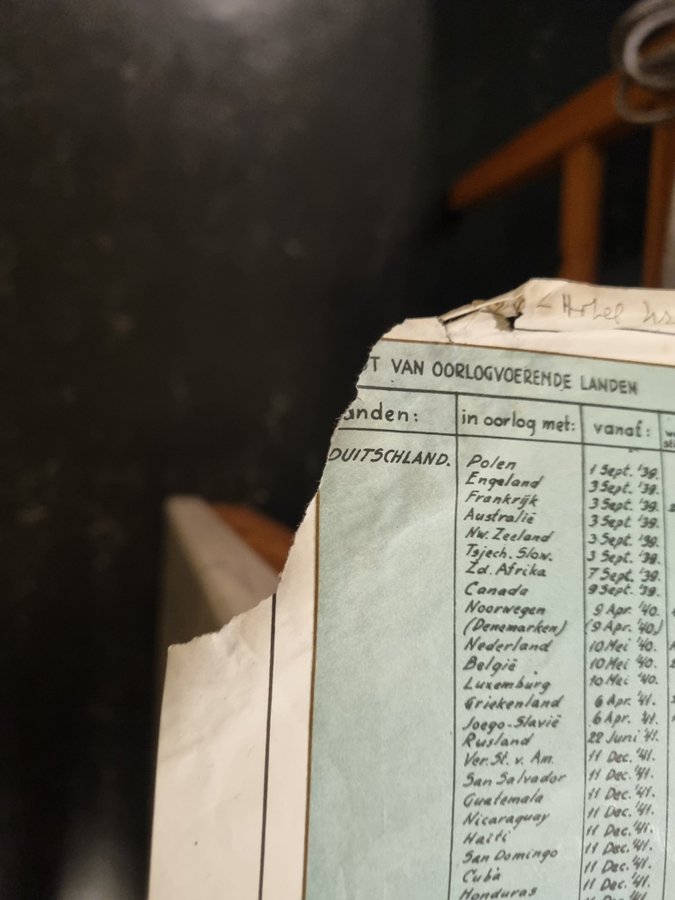 - Hotel
T VAN OORLOGVOERENDE LANDEN
anden: in oorlog met: vanaf:
DUITSCHLAND. Polen 1 Sept. '39.
Engeland 3 Sept. '39.
Frankrijk 3 Sept. '39.
Australië 3 Sept. '39.
Nw. Zeeland 3 Sept. '39.
Tsjech. Slow. 3 Sept. '39.
Zd. Afrika 7 Sept. '39.
Canada 9 Sept. '39.
Noorwegen 9 Apr. '40.
(Denemarken) (9 Apr. '40.)
Nederland 10 Mei '40.
België 10 Mei '40.
Luxemburg 10 Mei '40.
Griekenland 6 Apr. '41.
Joego-Slavië 6 Apr. '41.
Rusland 22 Juni '41.
Ver. St. v. Am. 11 Dec. '41.
San Salvador 11 Dec. '41.
Guatemala 11 Dec. '41.
Nicaraguay 11 Dec. '41.
Haïti 11 Dec. '41.
San Domingo 11 Dec. '41.
Cuba 11 Dec. '41.
Honduras